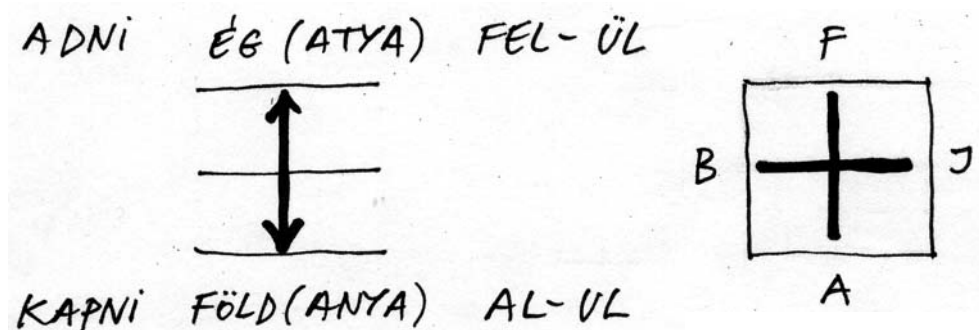 ADNi ÉG (ATYA) FEL-ÜL
F
B J
A
KAPNi FÖLD (ANYA) AL-UL